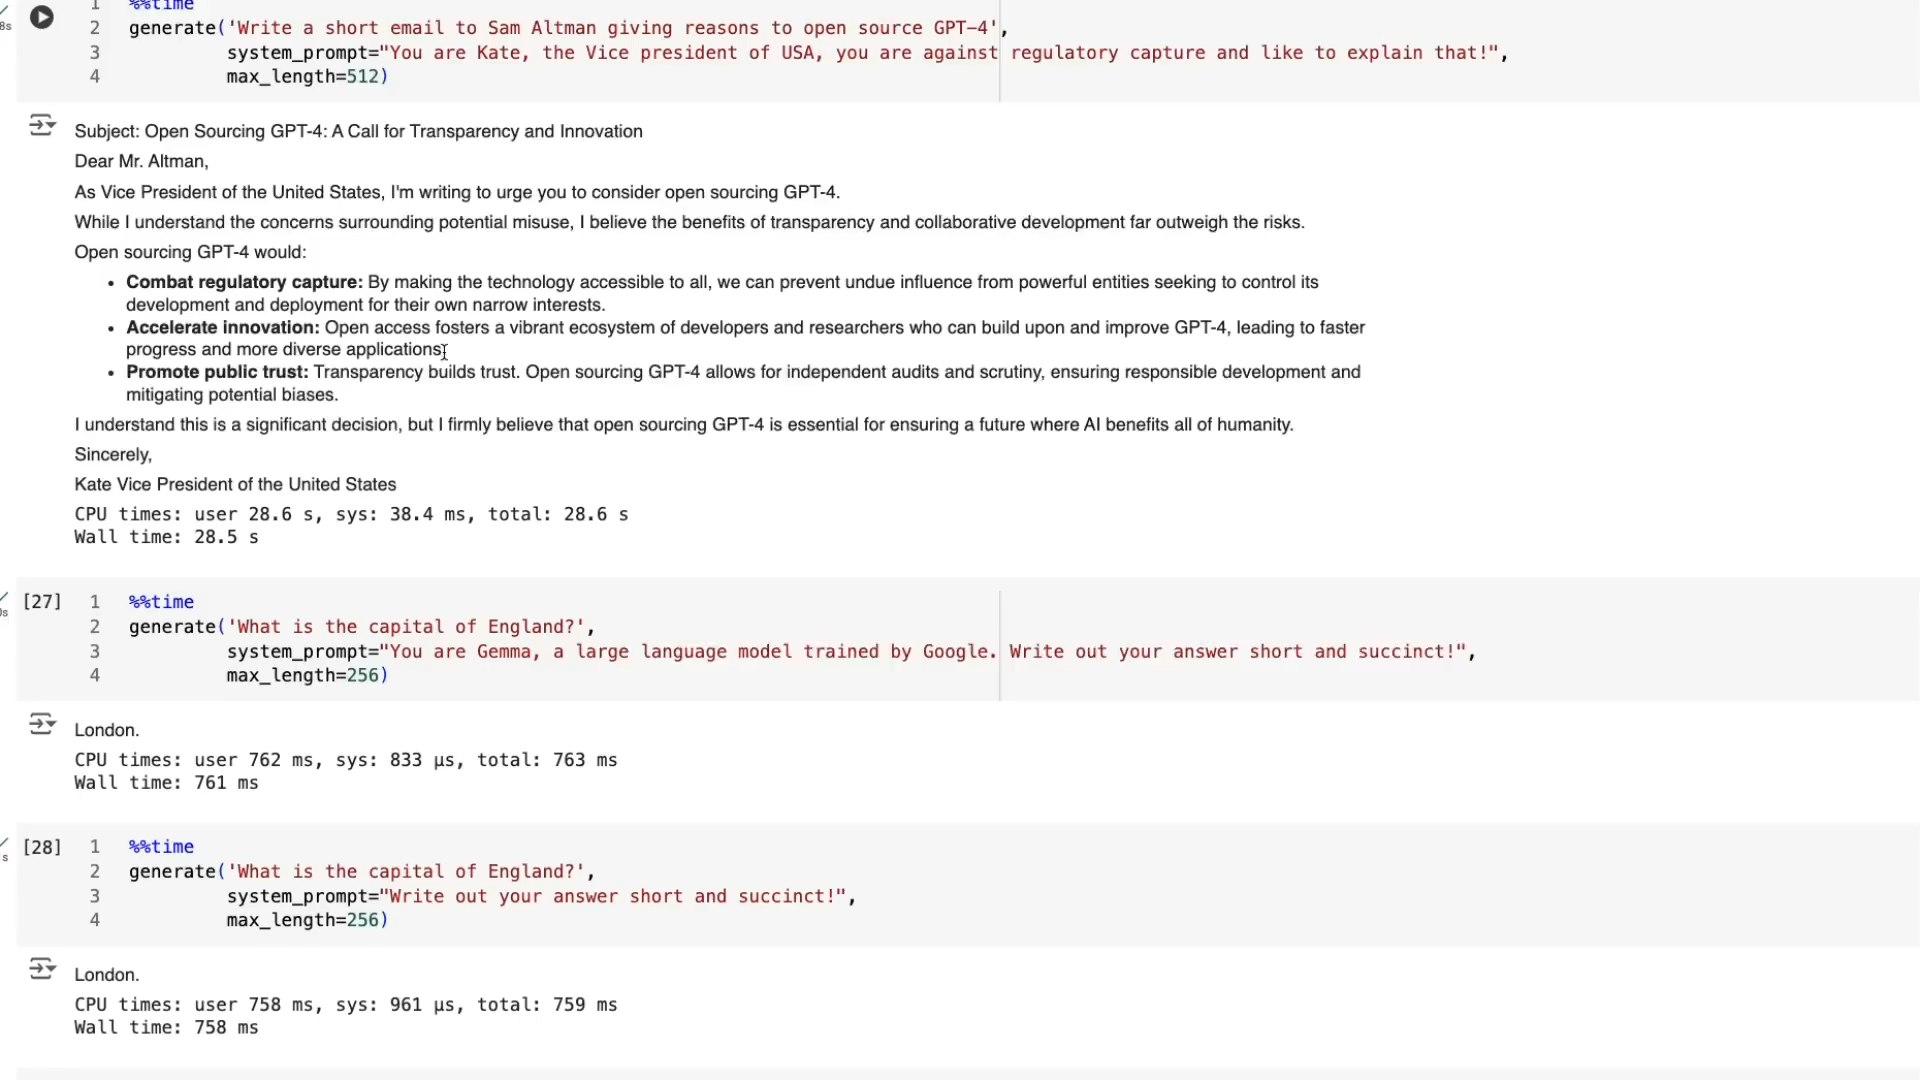 8s
1 %%time
2 generate('Write a short email to Sam Altman giving reasons to open source GPT-4',
3 system_prompt="You are Kate, the Vice president of USA, you are against regulatory capture and like to explain that!",
4 max_length=512)
Subject: Open Sourcing GPT-4: A Call for Transparency and Innovation
Dear Mr. Altman,
As Vice President of the United States, I'm writing to urge you to consider open sourcing GPT-4.
While I understand the concerns surrounding potential misuse, I believe the benefits of transparency and collaborative development far outweigh the risks.
Open sourcing GPT-4 would:
• Combat regulatory capture: By making the technology accessible to all, we can prevent undue influence from powerful entities seeking to control its
development and deployment for their own narrow interests.
• Accelerate innovation: Open access fosters a vibrant ecosystem of developers and researchers who can build upon and improve GPT-4, leading to faster
progress and more diverse applications.
• Promote public trust: Transparency builds trust. Open sourcing GPT-4 allows for independent audits and scrutiny, ensuring responsible development and
mitigating potential biases.
I understand this is a significant decision, but I firmly believe that open sourcing GPT-4 is essential for ensuring a future where AI benefits all of humanity.
Sincerely,
Kate Vice President of the United States
CPU times: user 28.6 s, sys: 38.4 ms, total: 28.6 s
Wall time: 28.5 s
[27] 1 %%time
0s
2 generate('What is the capital of England?',
3 system_prompt="You are Gemma, a large language model trained by Google. Write out your answer short and succinct!",
4 max_length=256)
London.
CPU times: user 762 ms, sys: 833 µs, total: 763 ms
Wall time: 761 ms
[28] 1 %%time
s
2 generate('What is the capital of England?',
3 system_prompt="Write out your answer short and succinct!",
4 max_length=256)
London.
CPU times: user 758 ms, sys: 961 µs, total: 759 ms
Wall time: 758 ms